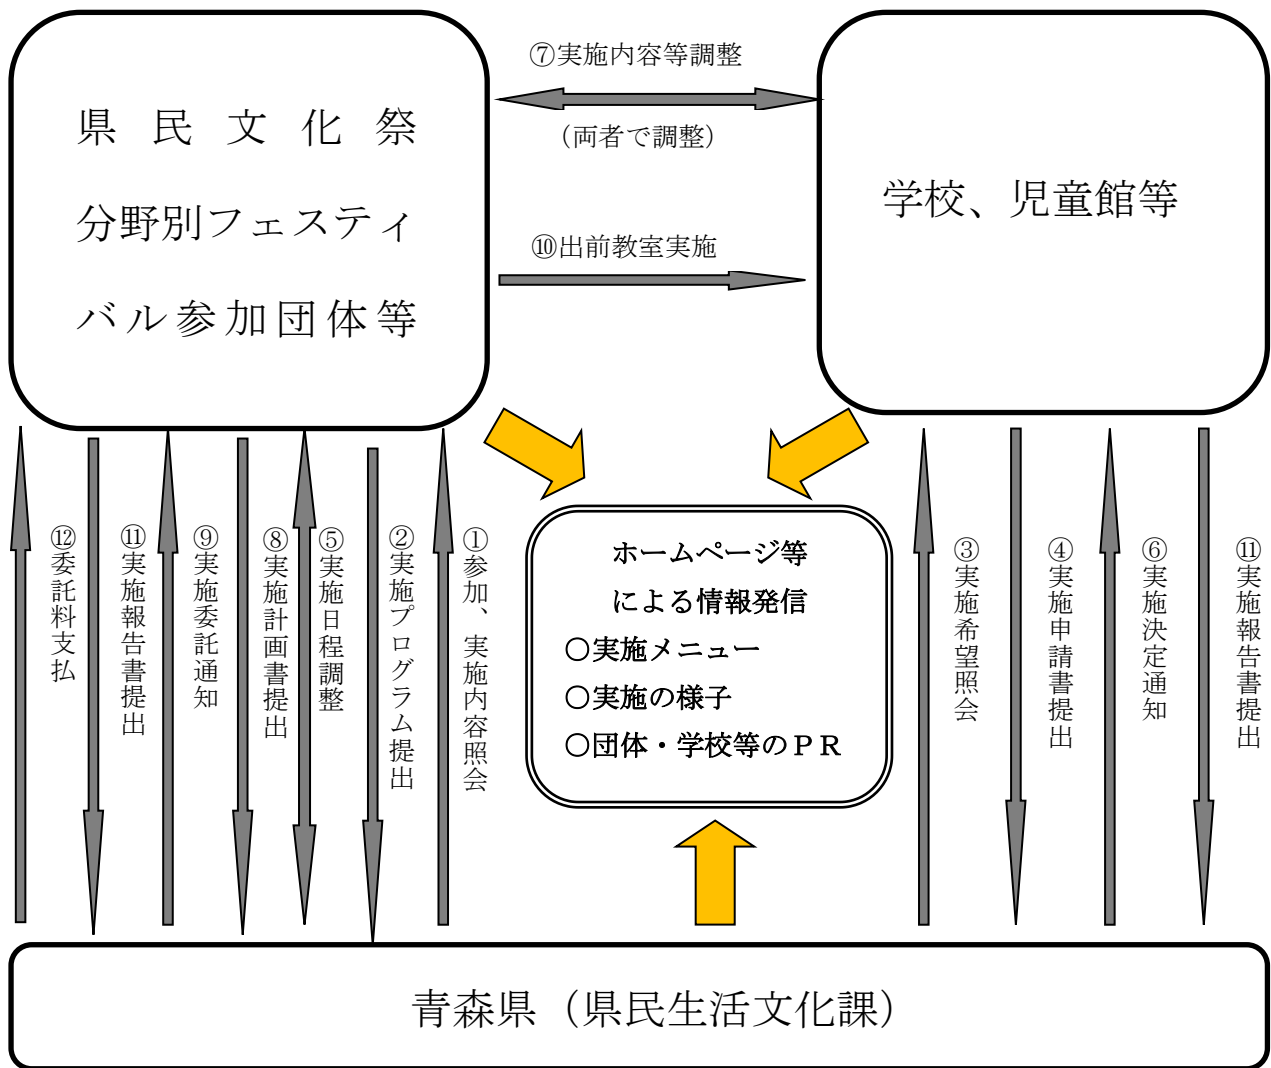 ⑦実施内容等調整
(両者で調整)
県民文化祭
分野別フェスティ
バル参加団体等
学校、児童館等
⑩出前教室実施
⑫委託料支払
⑪実施報告書提出
⑨実施委託通知
⑧実施計画書提出
⑤実施日程調整
②実施プログラム提出
①参加、実施内容照会
ホームページ等
による情報発信
○実施メニュー
○実施の様子
○団体・学校等のＰＲ
③実施希望照会
④実施申請書提出
⑥実施決定通知
⑪実施報告書提出
青森県（県民生活文化課）